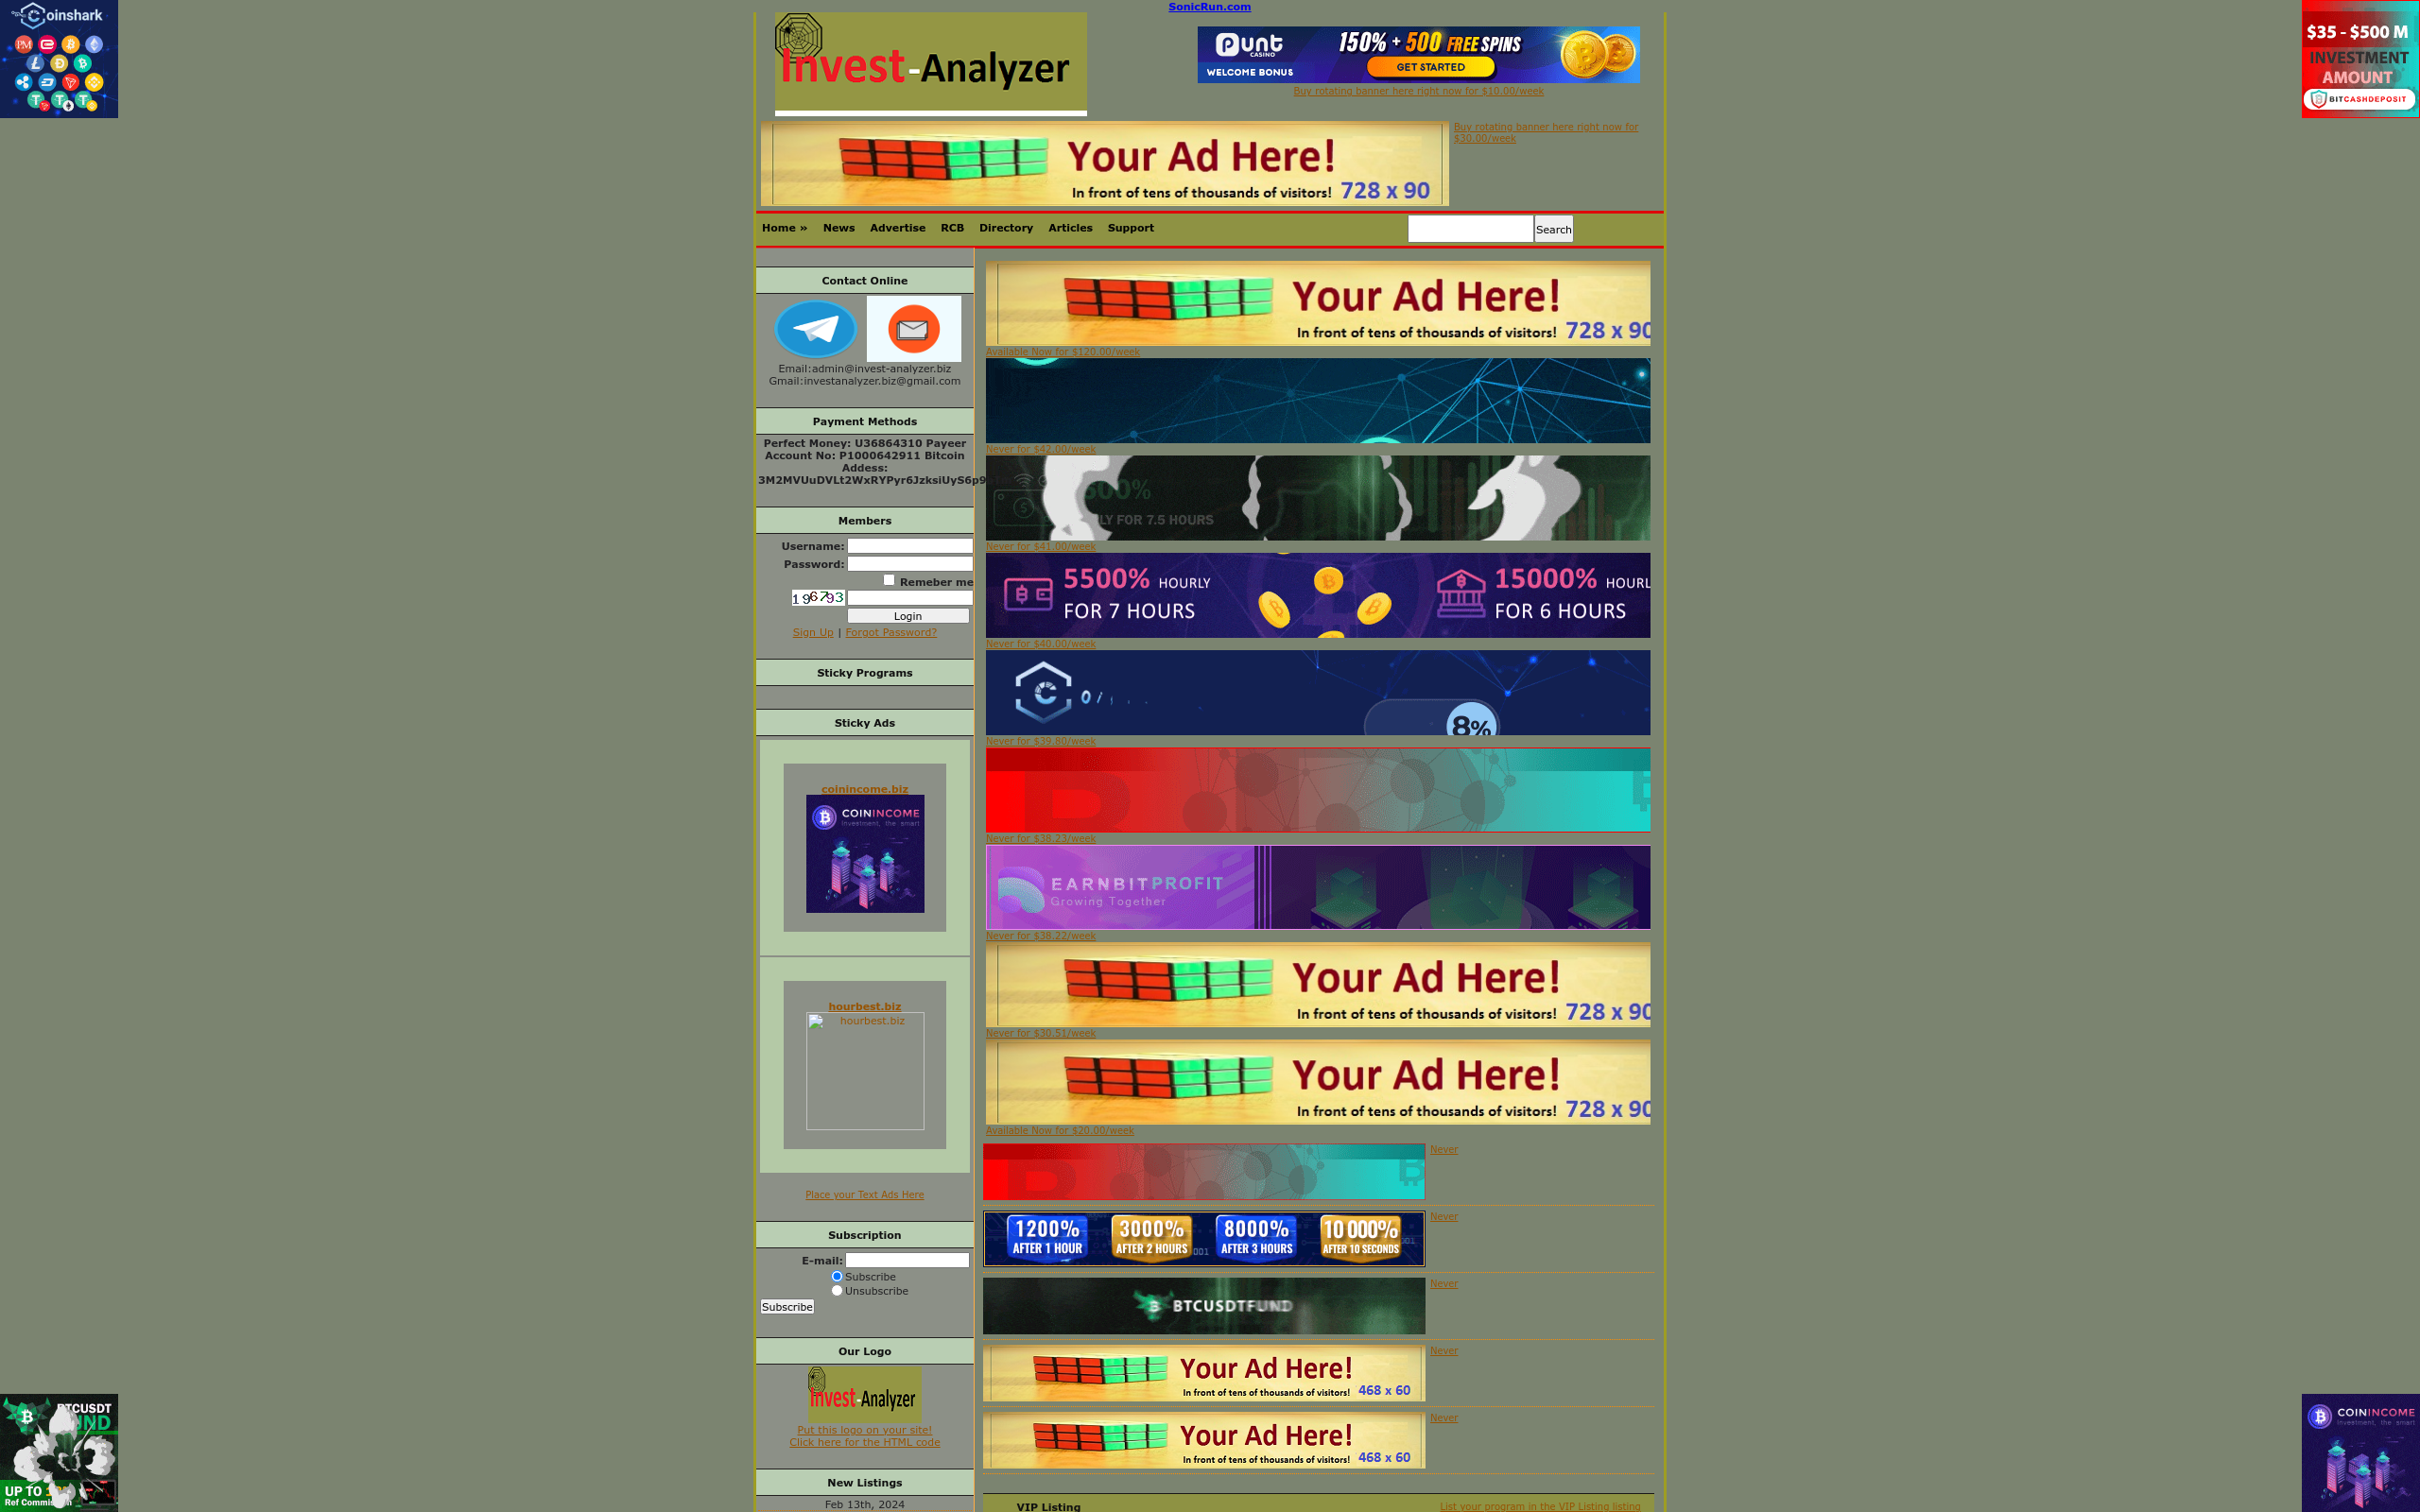 SonicRun.com
Coinshark
Invest-Analyzer
Punt CASINO
WELCOME BONUS
150% + 500 FREE SPINS
GET STARTED
Buy rotating banner here right now for $10.00/week
$35 - $500 M
INVESTMENT
AMOUNT
BITCASHDEPOSIT
Your Ad Here!
In front of tens of thousands of visitors! 728 x 90
Buy rotating banner here right now for
$30.00/week
Home » News Advertise RCB Directory Articles Support
Search
Contact Online
Email:admin@invest-analyzer.biz
Gmail:investanalyzer.biz@gmail.com
Payment Methods
Perfect Money: U36864310 Payeer
Account No: P1000642911 Bitcoin
Addess:
3M2MVUuDVLt2WxRYPyr6JzksiUyS6p9
Members
Username:
Password:
Remeber me
196793
Login
Sign Up | Forgot Password?
Sticky Programs
Sticky Ads
coinincome.biz
COININCOME
Investment, the smart
hourbest.biz
hourbest.biz
Place your Text Ads Here
Subscription
E-mail:
Subscribe
Unsubscribe
Subscribe
Our Logo
Invest-Analyzer
Put this logo on your site!
Click here for the HTML code
New Listings
Feb 13th, 2024
Your Ad Here!
In front of tens of thousands of visitors! 728 x 90
Available Now for $120.00/week
Never for $42.00/week
LY FOR 7.5 HOURS
Never for $41.00/week
5500% HOURLY
FOR 7 HOURS
15000% HOURL
FOR 6 HOURS
Never for $40.00/week
8%
Never for $39.80/week
Never for $38.23/week
EARNBITPROFIT
Growing Together
Never for $38.22/week
Your Ad Here!
In front of tens of thousands of visitors! 728 x 90
Never for $30.51/week
Your Ad Here!
In front of tens of thousands of visitors! 728 x 90
Available Now for $20.00/week
Never
1200% AFTER 1 HOUR
3000% AFTER 2 HOURS
8000% AFTER 3 HOURS
10 000% AFTER 10 SECONDS
Never
BTCUSDTFUND
Never
Your Ad Here!
In front of tens of thousands of visitors! 468 x 60
Never
Your Ad Here!
In front of tens of thousands of visitors! 468 x 60
Never
VIP Listing
List your program in the VIP Listing listing
BTCUSDT
UP TO
Ref Commission
COININCOME
Investment, the smart